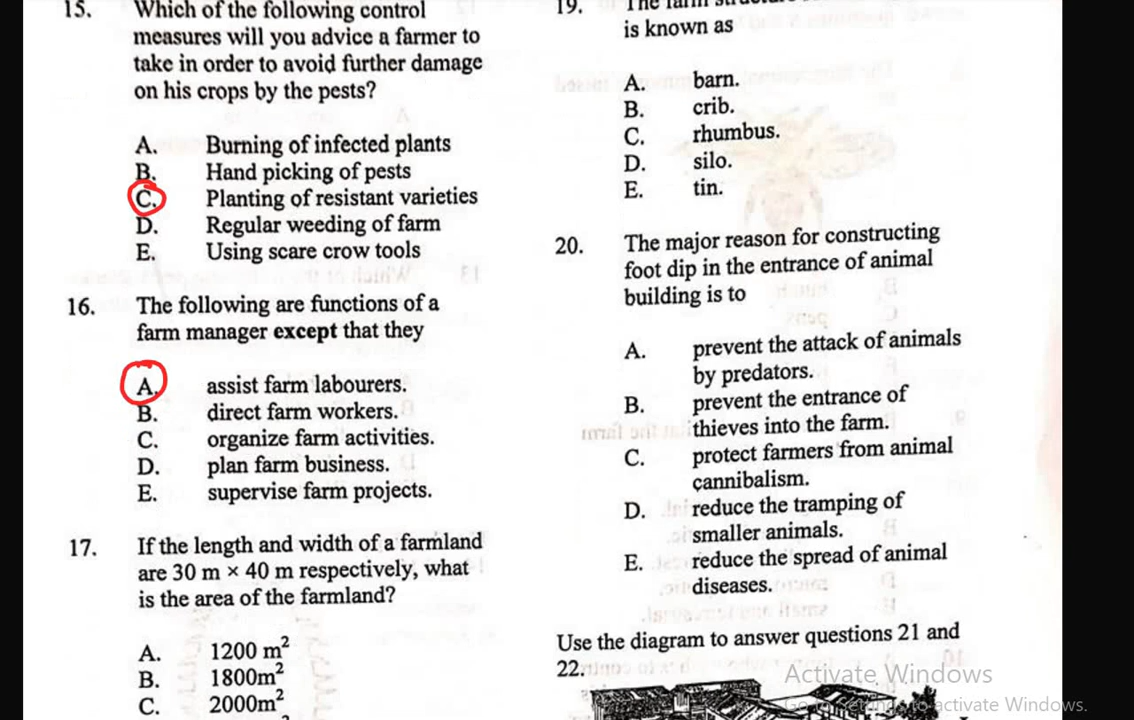 15. Which of the following control
measures will you advice a farmer to
take in order to avoid further damage
on his crops by the pests?
A. Burning of infected plants
B. Hand picking of pests
C. Planting of resistant varieties
D. Regular weeding of farm
E. Using scare crow tools
16. The following are functions of a
farm manager except that they
A. assist farm labourers.
B. direct farm workers.
C. organize farm activities.
D. plan farm business.
E. supervise farm projects.
17. If the length and width of a farmland
are 30 m × 40 m respectively, what
is the area of the farmland?
A. 1200 m²
B. 1800m²
C. 2000m²
19. The farm
is known as
A. barn.
B. crib.
C. rhumbus.
D. silo.
E. tin.
20. The major reason for constructing
foot dip in the entrance of animal
building is to
A. prevent the attack of animals
by predators.
B. prevent the entrance of
thieves into the farm.
C. protect farmers from animal
cannibalism.
D. reduce the tramping of
smaller animals.
E. reduce the spread of animal
diseases.
Use the diagram to answer questions 21 and
22.
Activate Windows
Go to Settings to activate Windows.